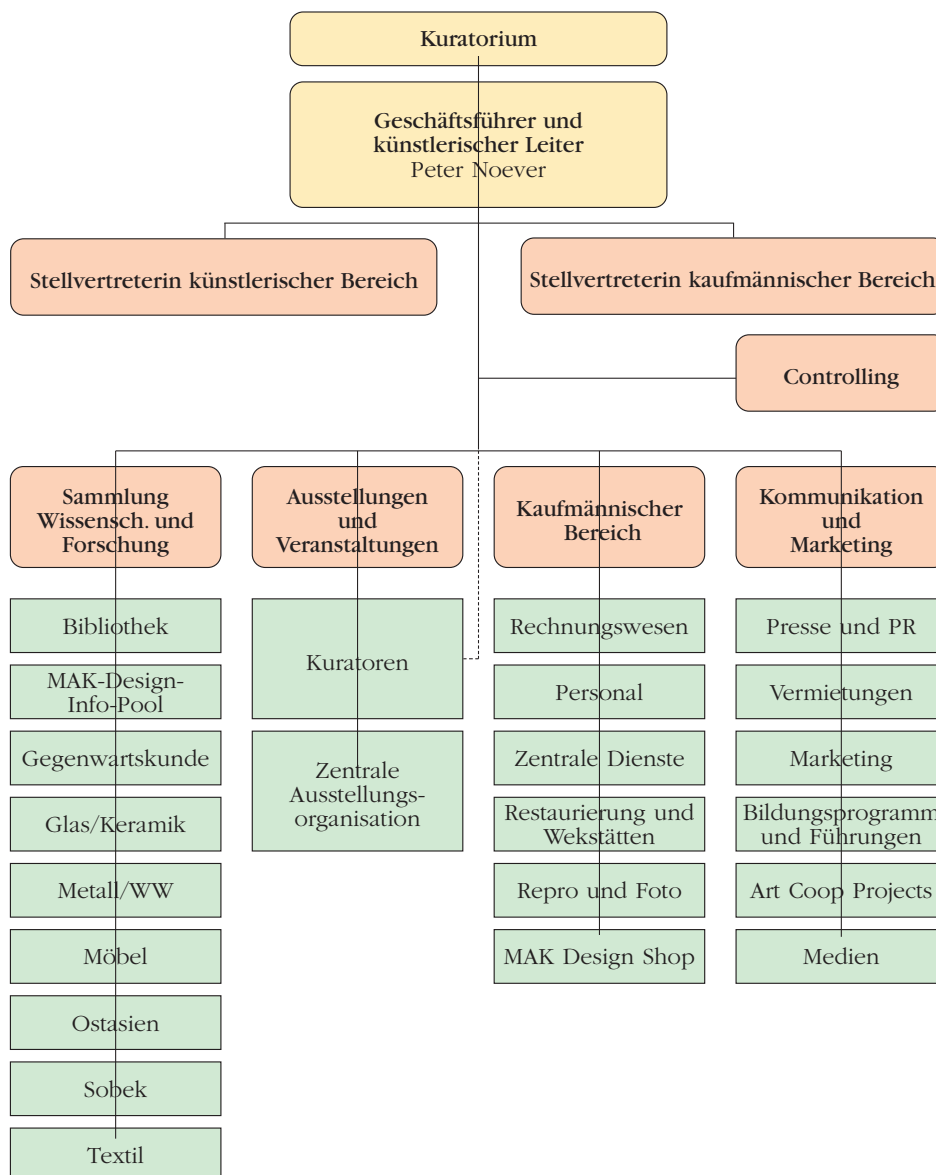 Kuratorium
Geschäftsführer und
künstlerischer Leiter
Peter Noever
Stellvertreterin künstlerischer Bereich
Stellvertreterin kaufmännischer Bereich
Controlling
Sammlung
Wissensch. und
Forschung
Bibliothek
MAK-Design-
Info-Pool
Gegenwartskunde
Glas/Keramik
Metall/WW
Möbel
Ostasien
Sobek
Textil
Ausstellungen
und
Veranstaltungen
Kuratoren
Zentrale
Ausstellungs-
organisation
Kaufmännischer
Bereich
Rechnungswesen
Personal
Zentrale Dienste
Restaurierung und
Wekstätten
Repro und Foto
MAK Design Shop
Kommunikation
und
Marketing
Presse und PR
Vermietungen
Marketing
Bildungsprogramm
und Führungen
Art Coop Projects
Medien